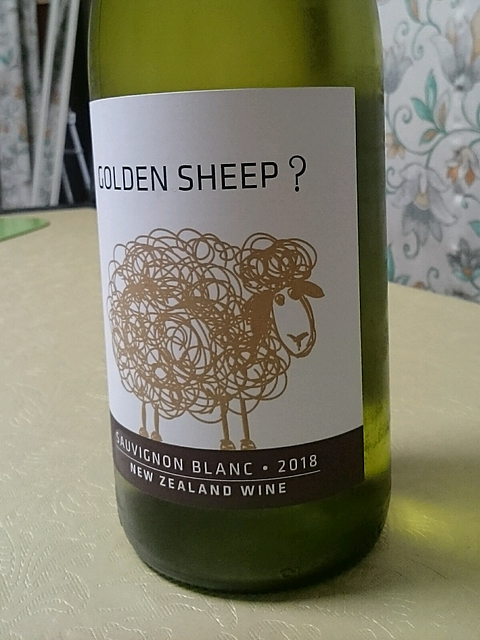 GOLDEN SHEEP ?
SAUVIGNON BLANC • 2018
NEW ZEALAND WINE